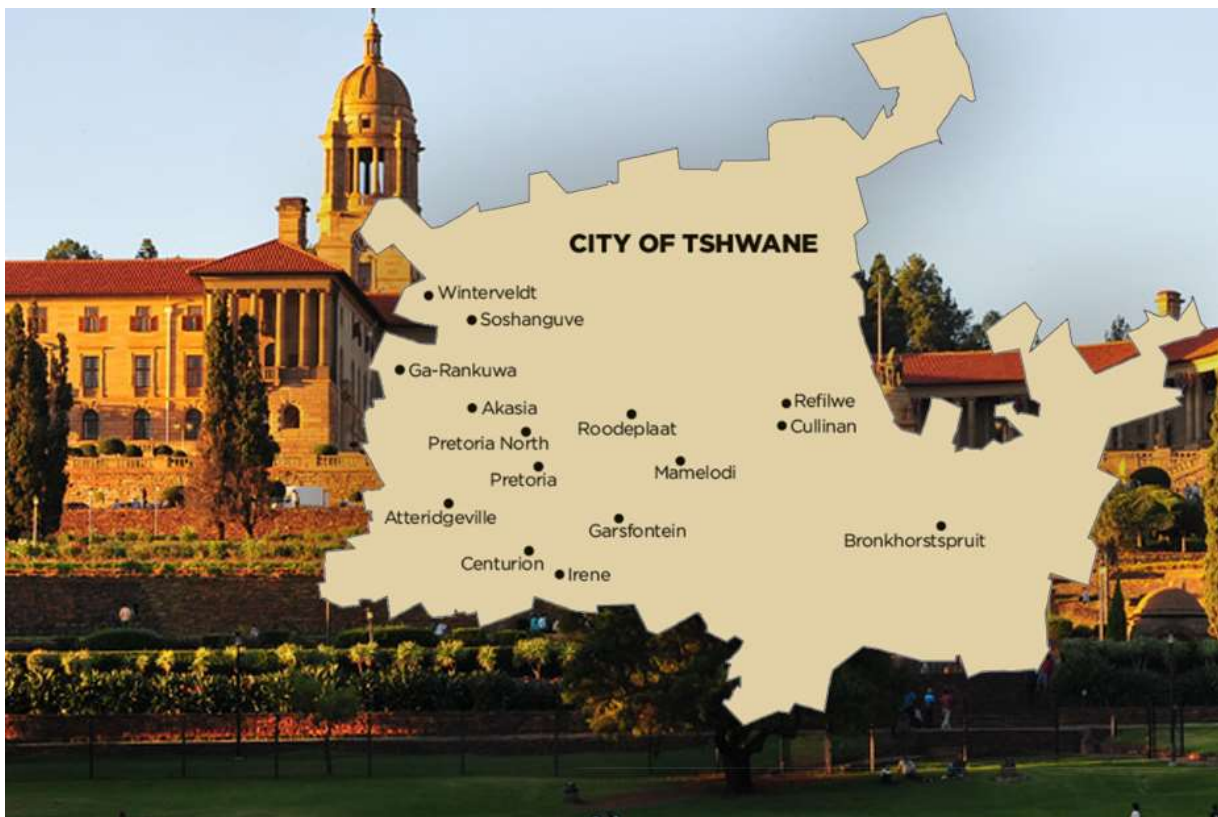 CITY OF TSHWANE
Winterveldt
Soshanguve
Ga-Rankuwa
Akasia
Refilwe
Roodeplaat
Cullinan
Pretoria North
Mamelodi
Pretoria
Atteridgeville
Garsfontein
Bronkhorstspruit
Centurion
Irene